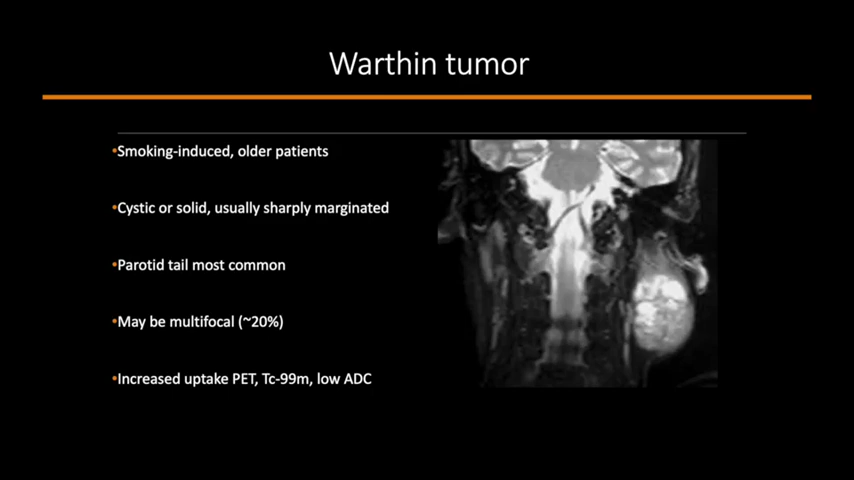 Warthin tumor
•Smoking-induced, older patients
•Cystic or solid, usually sharply marginated
•Parotid tail most common
•May be multifocal (~20%)
•Increased uptake PET, Tc-99m, low ADC